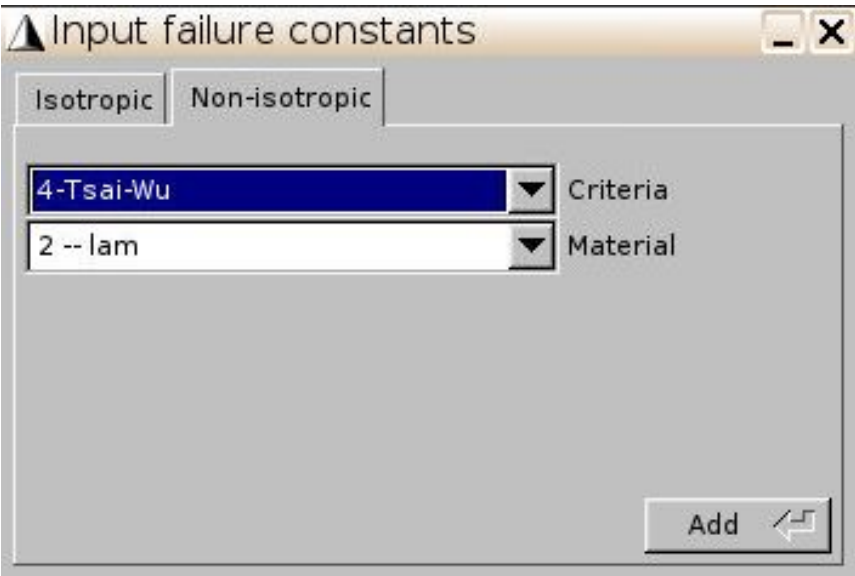 Input failure constants
Isotropic Non-isotropic
4-Tsai-Wu Criteria
2 -- lam Material
Add